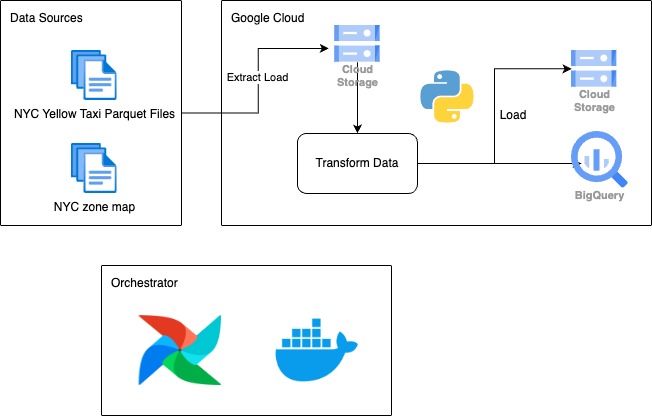 Data Sources
NYC Yellow Taxi Parquet Files
NYC zone map
Google Cloud
Extract Load
Cloud
Storage
Transform Data
Load
Cloud
Storage
BigQuery
Orchestrator